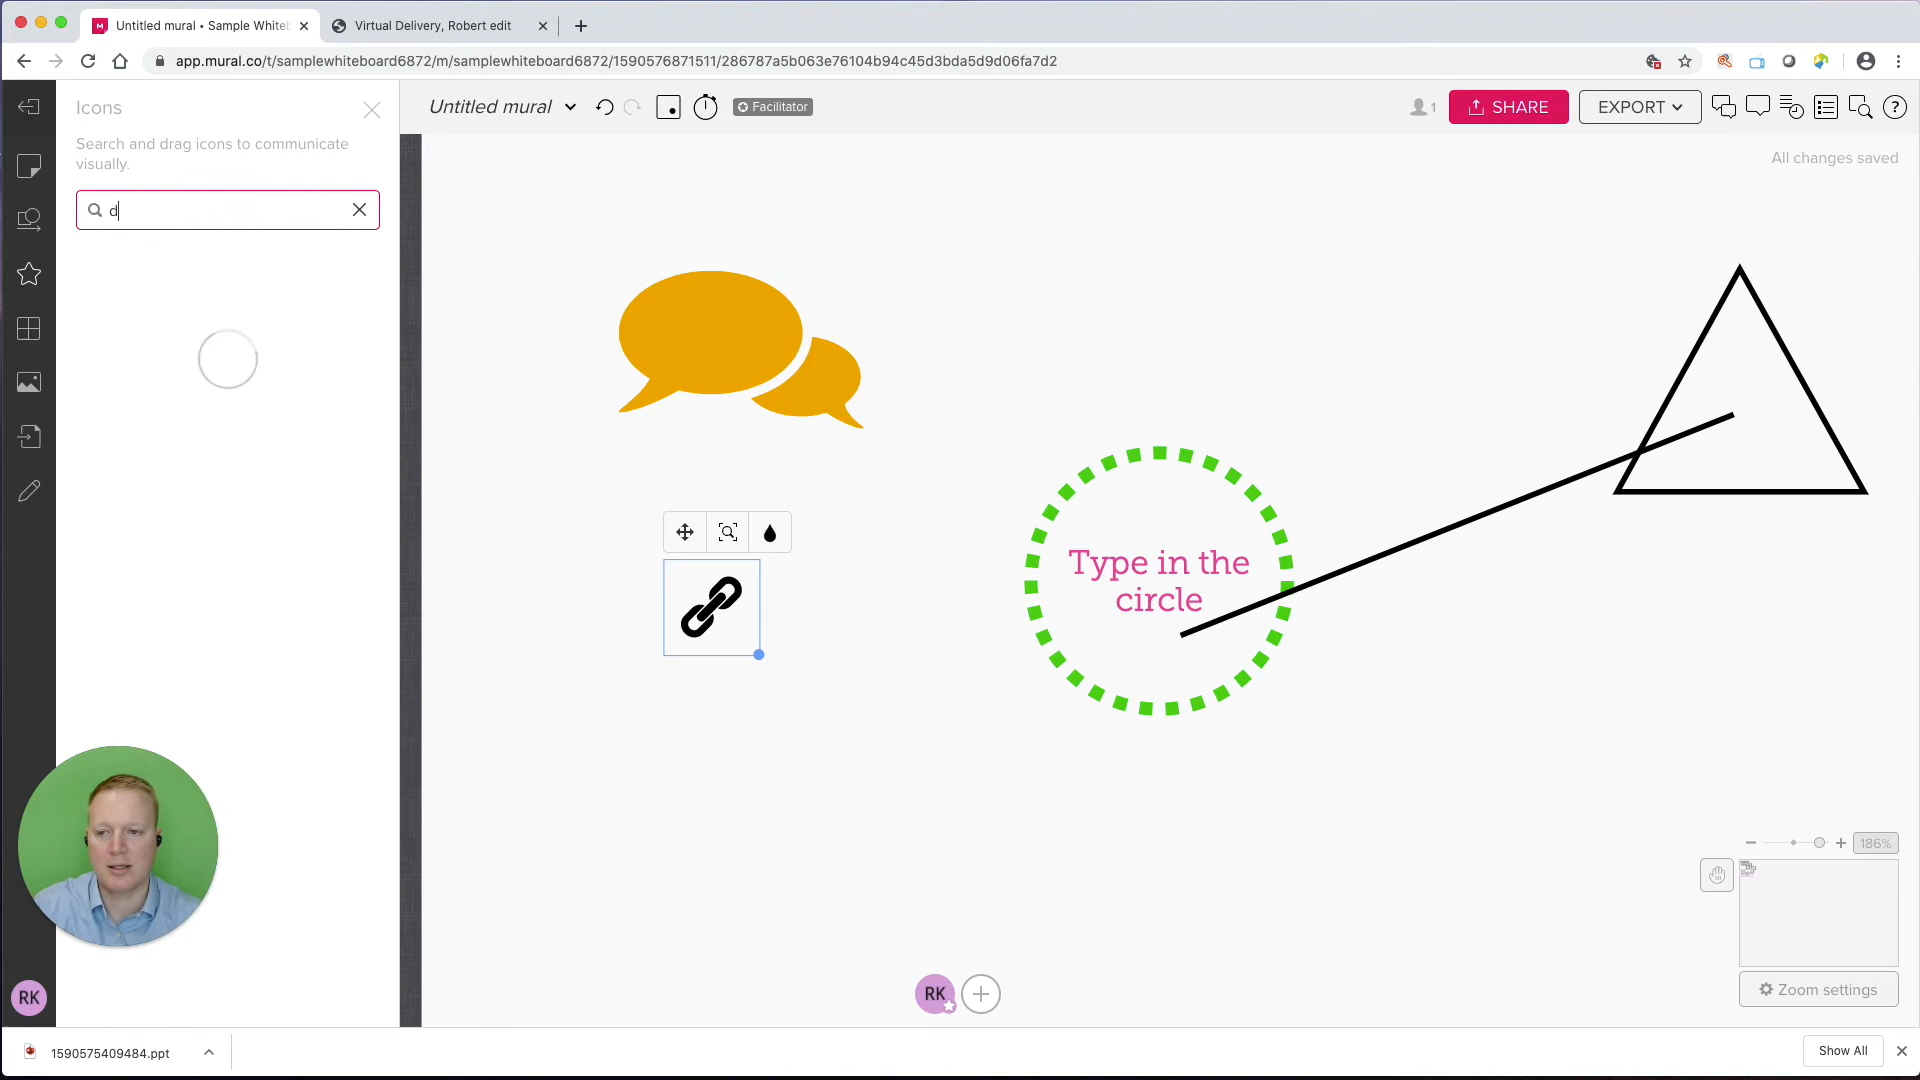 Untitled mural • Sample Whiteb
Virtual Delivery, Robert edit
app.mural.co/t/samplewhiteboard6872/m/samplewhiteboard6872/1590576871511/286787a5b063e76104b94c45d3bda5d9d06fa7d2
Icons
Search and drag icons to communicate
visually.
d
Untitled mural
Facilitator
1
SHARE
EXPORT
?
All changes saved
Type in the
circle
186%
Zoom settings
RK
RK
1590575409484.ppt
Show All